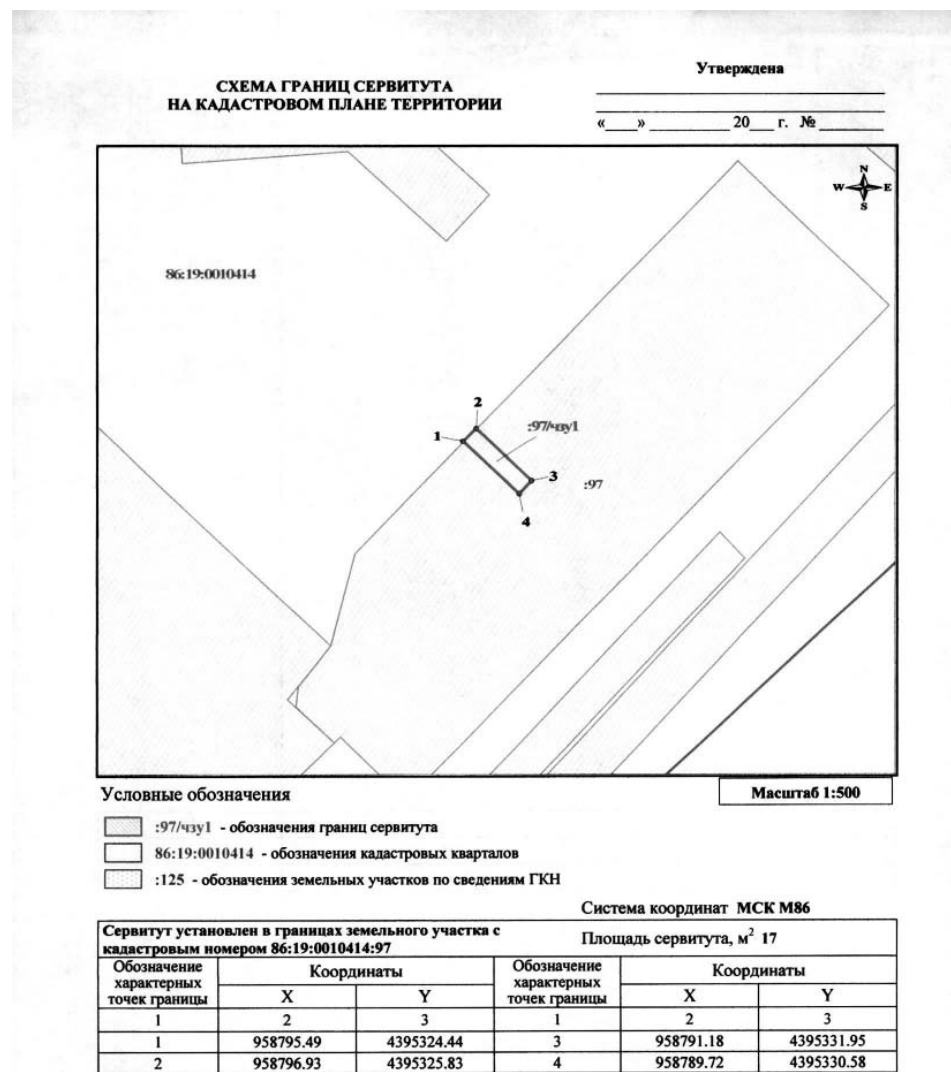 Утверждена
СХЕМА ГРАНИЦ СЕРВИТУТА
НА КАДАСТРОВОМ ПЛАНЕ ТЕРРИТОРИИ
«____» __________ 20___ г. № ________
N
W E
S
86:19:0010414
2
:97/чзу1
1
3
:97
4
Условные обозначения
Масштаб 1:500
:97/чзу1 - обозначения границ сервитута
86:19:0010414 - обозначения кадастровых кварталов
:125 - обозначения земельных участков по сведениям ГКН
Система координат МСК М86
Сервитут установлен в границах земельного участка с
кадастровым номером 86:19:0010414:97
Площадь сервитута, м2 17
Обозначение характерных точек границы Координаты Обозначение характерных точек границы Координаты
X Y X Y
1 2 3 1 2 3
1 958795.49 4395324.44 3 958791.18 4395331.95
2 958796.93 4395325.83 4 958789.72 4395330.58